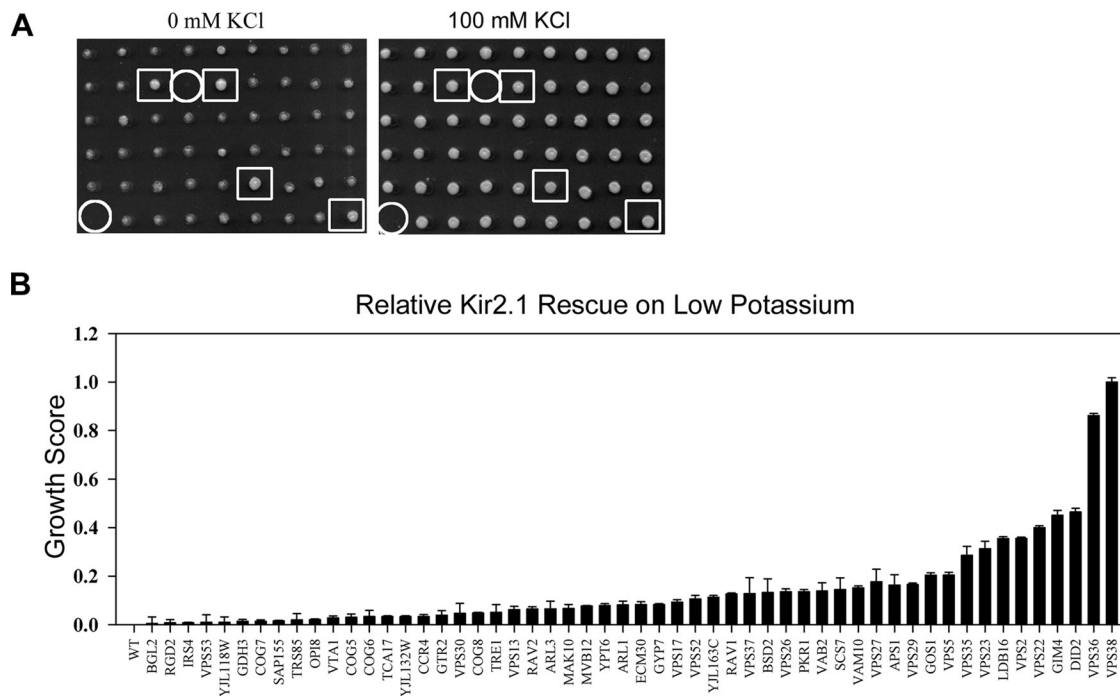 A
0 mM KCl
100 mM KCl
B
Relative Kir2.1 Rescue on Low Potassium
Growth Score
1.2
1.0
0.8
0.6
0.4
0.2
0.0
WT
BGL2
RGD2
IRS4
VPS53
YJL118W
GDH3
COG7
SAP155
TRS85
OPI8
VTA1
COG5
COG6
TCA17
YJL132W
CCR4
GTR2
VPS30
COG8
TRE1
VPS13
RAV2
ARL3
MAK10
MVB12
YPT6
ARL1
ECM30
GYP7
VPS17
VPS52
YJL163C
RAV1
VPS37
BSD2
VPS26
PKR1
VAB2
SCS7
VAM10
VPS27
APS1
VPS29
GOS1
VPS5
VPS35
VPS23
LDB16
VPS2
VPS22
GIM4
DID2
VPS36
VPS38